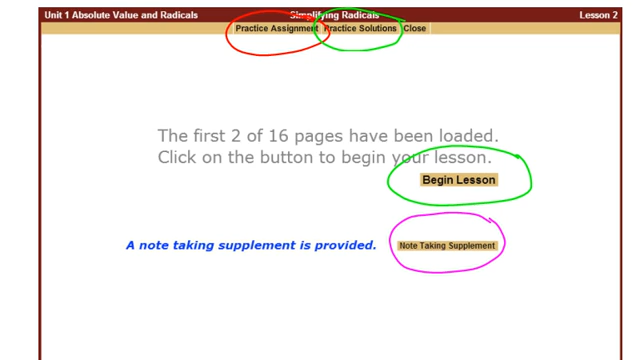 Unit 1 Absolute Value and Radicals Simplifying Radicals Lesson 2
Practice Assignment Practice Solutions Close
The first 2 of 16 pages have been loaded.
Click on the button to begin your lesson.
Begin Lesson
A note taking supplement is provided. Note Taking Supplement